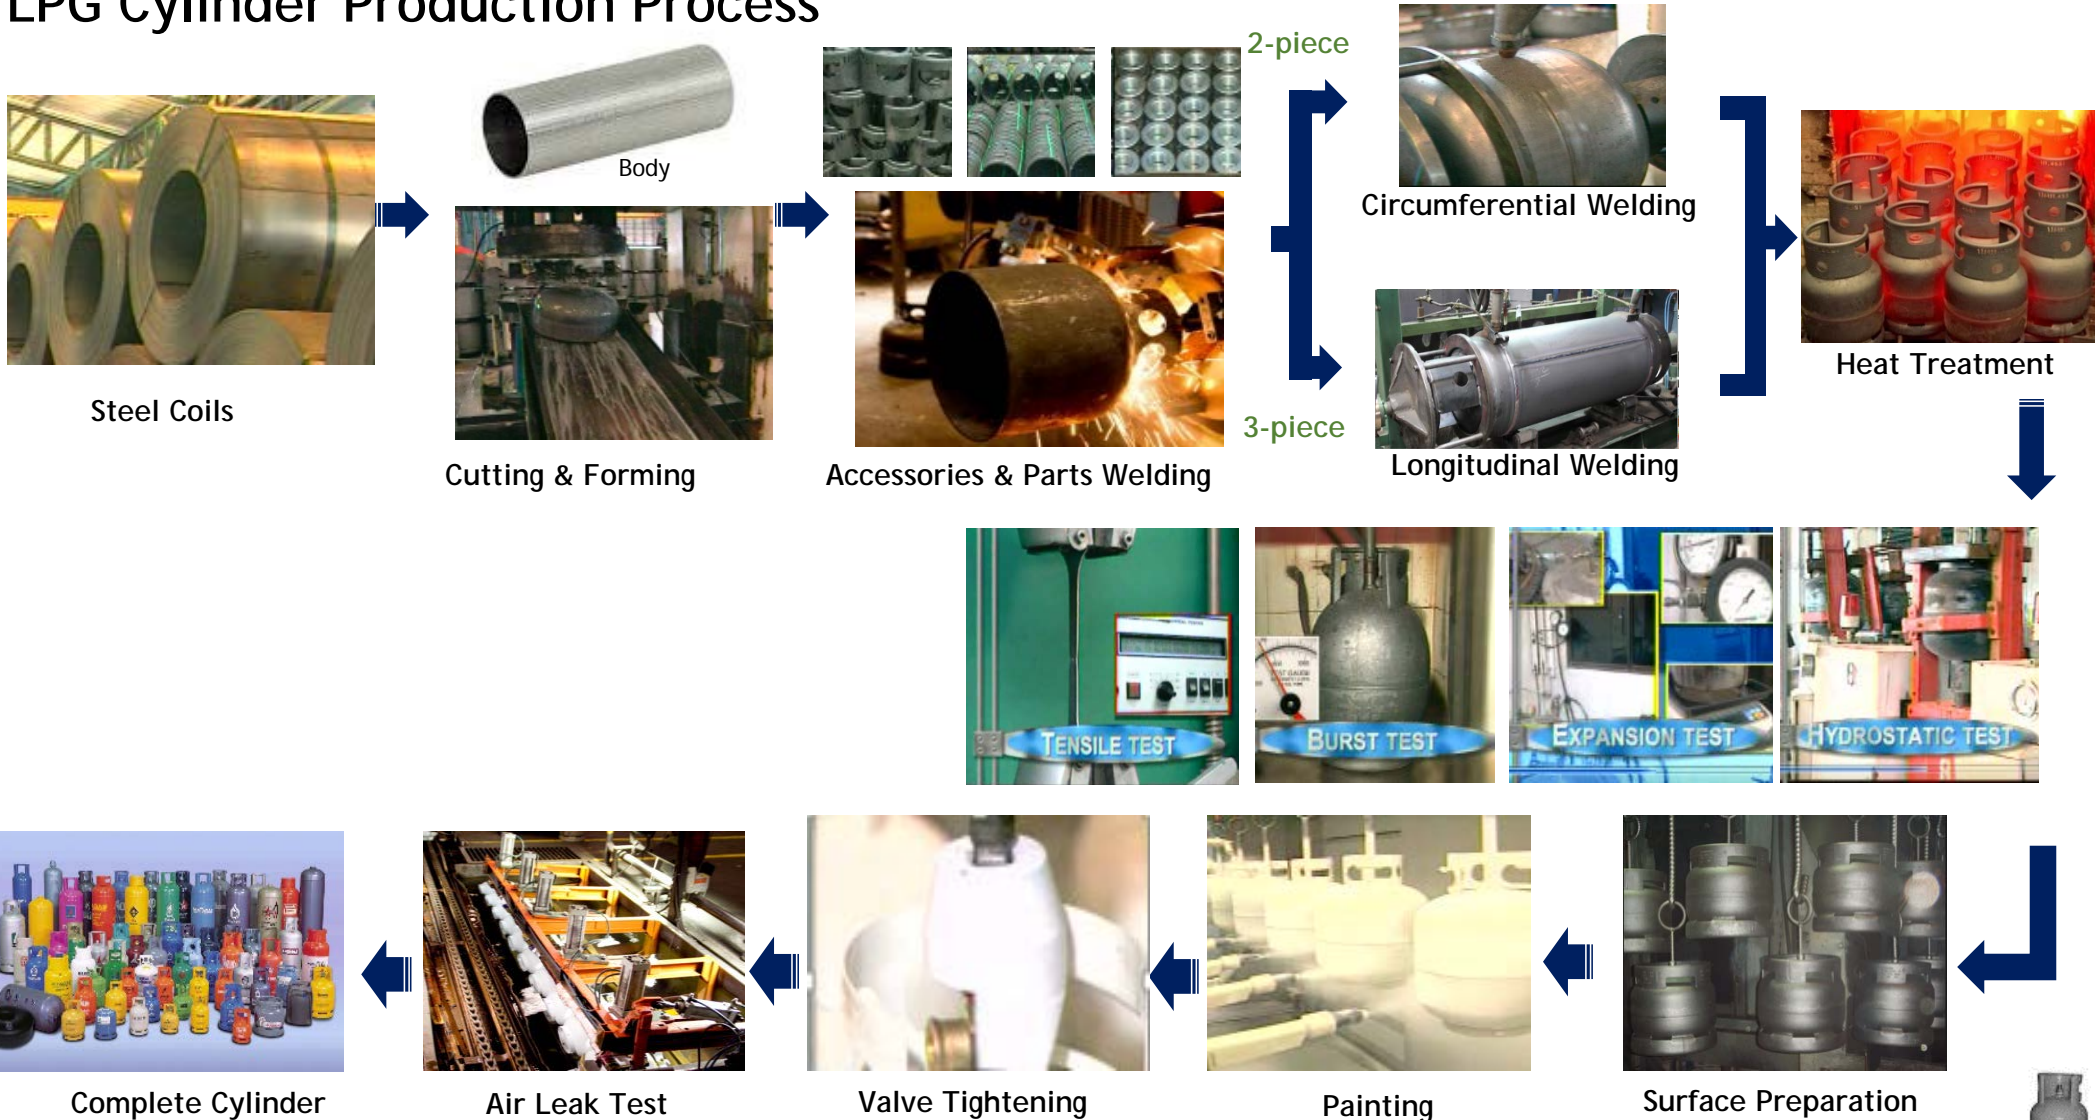 LPG Cylinder Production Process
2-piece
Body
Circumferential Welding
Heat Treatment
Steel Coils
3-piece
Longitudinal Welding
Cutting & Forming
Accessories & Parts Welding
TENSILE TEST
BURST TEST
EXPANSION TEST
HYDROSTATIC TEST
Complete Cylinder
Air Leak Test
Valve Tightening
Painting
Surface Preparation